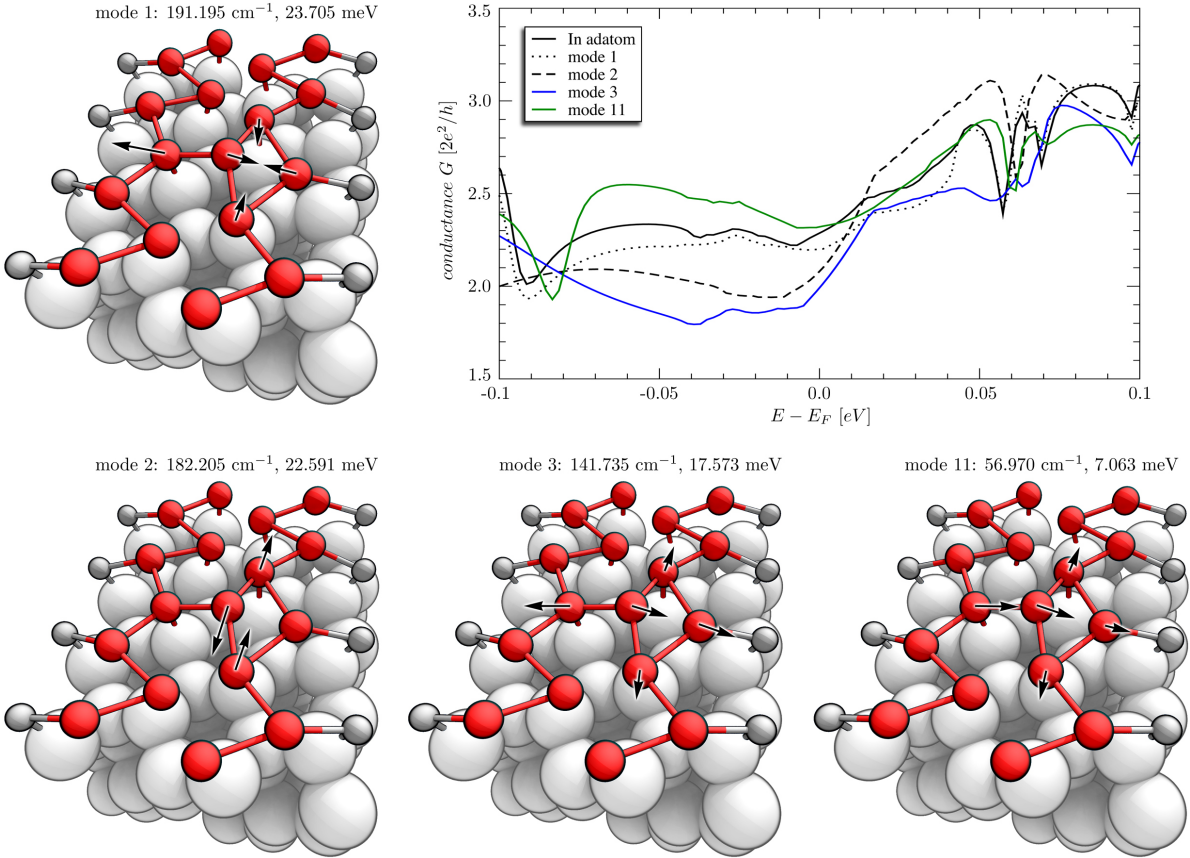 mode 1: 191.195 cm⁻¹, 23.705 meV
3.5
3.0
2.5
2.0
1.5
conductance G [2e²/h]
In adatom
mode 1
mode 2
mode 3
mode 11
-0.1
-0.05
0.0
0.05
0.1
E − E_F [eV]
mode 2: 182.205 cm⁻¹, 22.591 meV
mode 3: 141.735 cm⁻¹, 17.573 meV
mode 11: 56.970 cm⁻¹, 7.063 meV